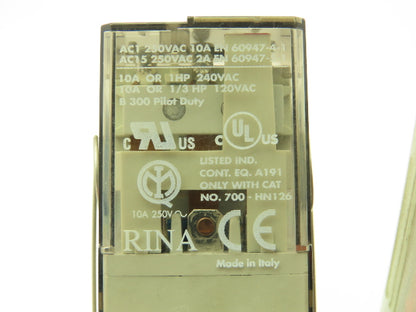 AC1 250VAC 10A EN 60947-4-1
AC15 250VAC 2A EN 60947-
10A OR 1HP 240VAC
10A OR 1/3 HP 120VAC
B 300 Pilot Duty
c RU US
c UL US
LISTED IND.
CONT. EQ. A191
ONLY WITH CAT
NO. 700 - HN126
10A 250V~
RINA CE
Made in Italy